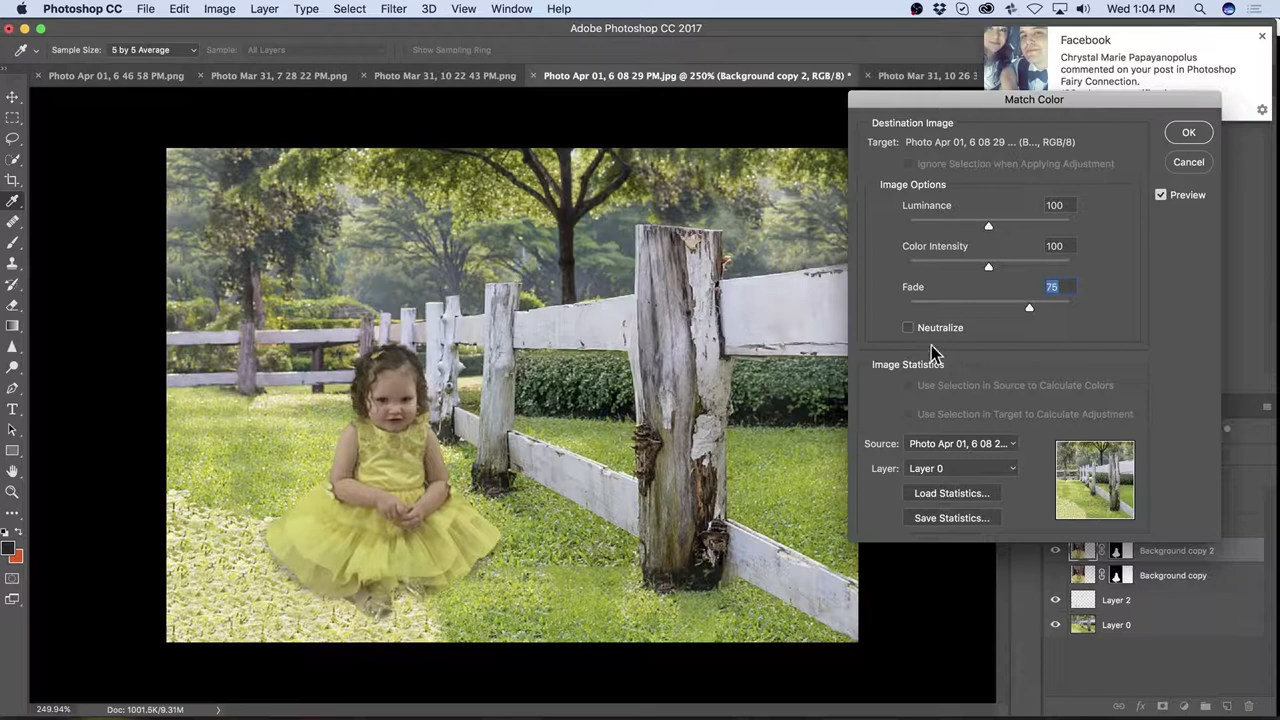 Photoshop CC File Edit Image Layer Type Select Filter 3D View Window Help Wed 1:04 PM
Adobe Photoshop CC 2017
Sample Size: 5 by 5 Average Sample: All Layers Show Sampling Ring
Photo Apr 01, 6 46 58 PM.png Photo Mar 31, 7 28 22 PM.png Photo Mar 31, 10 22 43 PM.png Photo Apr 01, 6 08 29 PM.jpg @ 250% (Background copy 2, RGB/8) * Photo Mar 31, 10 26 3
Facebook
Chrystal Marie Papayanopolus
commented on your post in Photoshop
Fairy Connection.
Match Color
Destination Image
Target: Photo Apr 01, 6 08 29 ... (B..., RGB/8)
Ignore Selection when Applying Adjustment
Image Options
Luminance 100
Color Intensity 100
Fade 75
Neutralize
OK
Cancel
Preview
Image Statistics
Use Selection in Source to Calculate Colors
Use Selection in Target to Calculate Adjustment
Source: Photo Apr 01, 6 08 2...
Layer: Layer 0
Load Statistics...
Save Statistics...
Background copy 2
Background copy
Layer 2
Layer 0
249.94% Doc: 1001.5K/9.31M